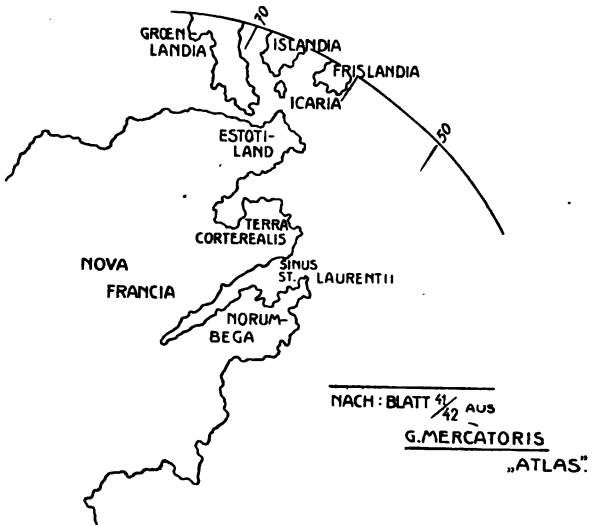 70
GROEN-
LANDIA
ISLANDIA
FRISLANDIA
ICARIA
50
ESTOTI-
LAND
TERRA
CORTEREALIS
NOVA
FRANCIA
SINUS
ST. LAURENTII
NORUM-
BEGA
NACH: BLATT 41/42 AUS
G. MERCATORIS
„ATLAS".